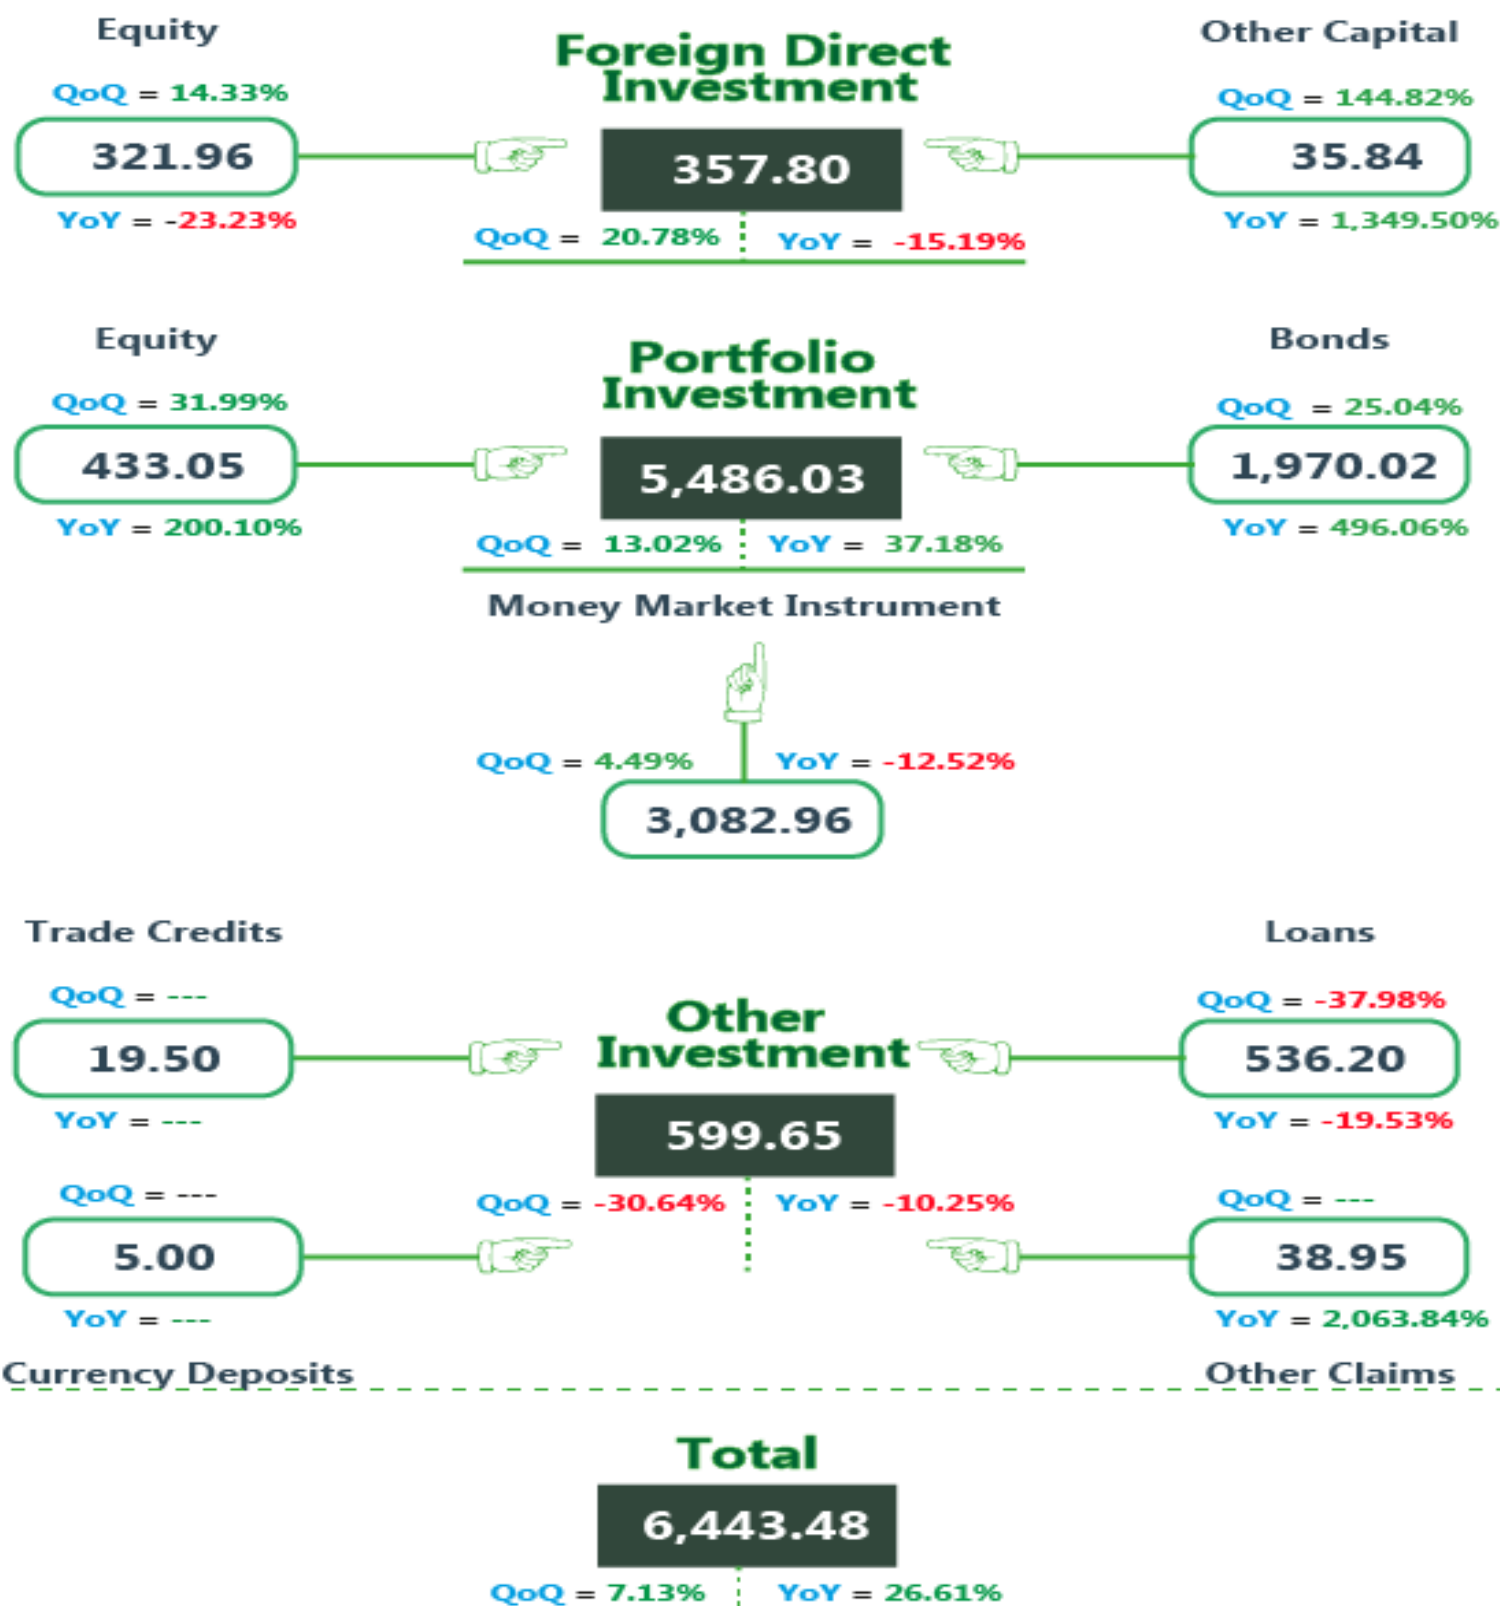 Equity
QoQ = 14.33%
321.96
YoY = -23.23%
Foreign Direct
Investment
357.80
QoQ = 20.78%
YoY = -15.19%
Other Capital
QoQ = 144.82%
35.84
YoY = 1,349.50%
Equity
QoQ = 31.99%
433.05
YoY = 200.10%
Portfolio
Investment
5,486.03
QoQ = 13.02%
YoY = 37.18%
Bonds
QoQ = 25.04%
1,970.02
YoY = 496.06%
Money Market Instrument
QoQ = 4.49%
YoY = -12.52%
3,082.96
Trade Credits
QoQ = ---
19.50
YoY = ---
Other
Investment
599.65
QoQ = -30.64%
YoY = -10.25%
Loans
QoQ = -37.98%
536.20
YoY = -19.53%
QoQ = ---
5.00
YoY = ---
Currency Deposits
QoQ = ---
38.95
YoY = 2,063.84%
Other Claims
Total
6,443.48
QoQ = 7.13%
YoY = 26.61%